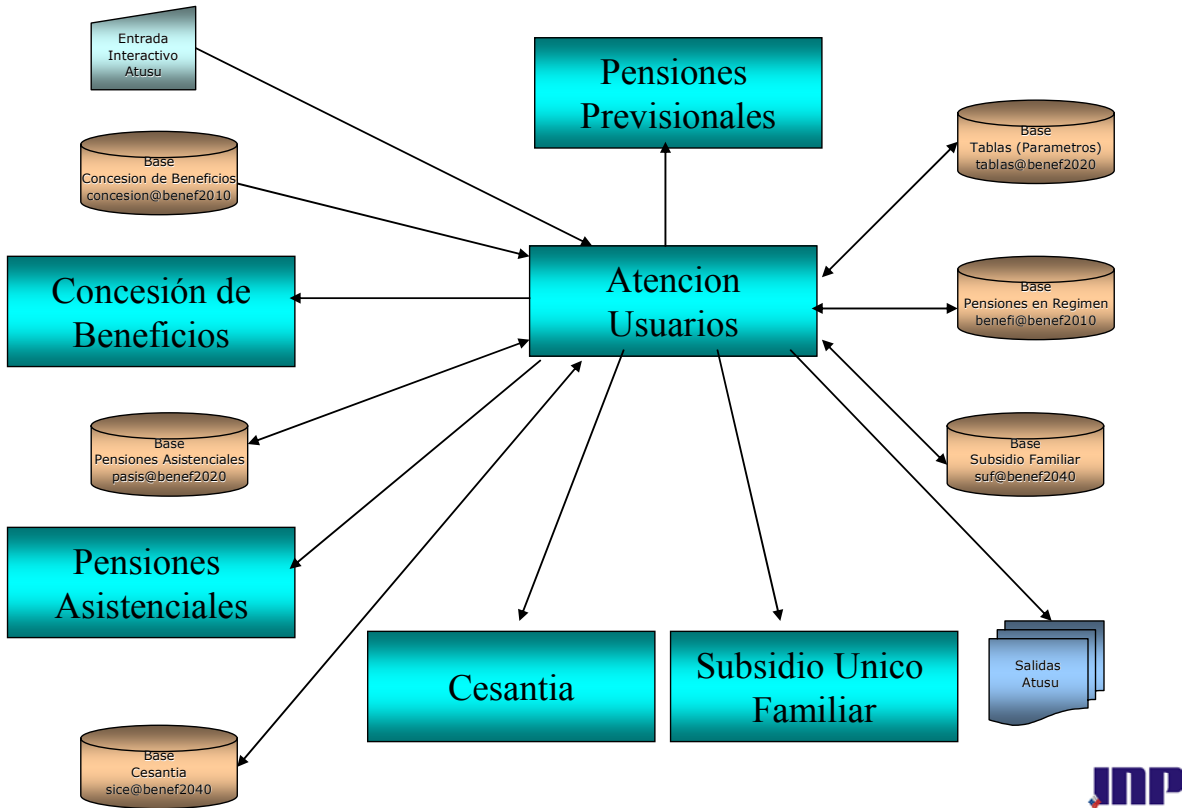 Entrada
Interactivo
Atusu
Pensiones
Previsionales
Base
Tablas (Parametros)
tablas@benef2020
Base
Concesion de Beneficios
concesion@benef2010
Concesión de
Beneficios
Atencion
Usuarios
Base
Pensiones en Regimen
benefi@benef2010
Base
Pensiones Asistenciales
pasis@benef2020
Base
Subsidio Familiar
suf@benef2040
Pensiones
Asistenciales
Cesantia
Subsidio Unico
Familiar
Salidas
Atusu
Base
Cesantia
sice@benef2040
INP